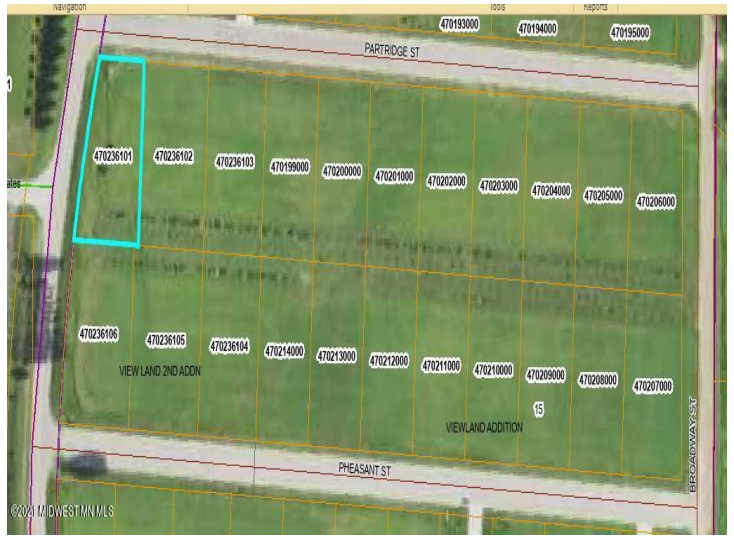 Navigation Tools Reports
470193000 470194000 470195000
PARTRIDGE ST
1
470236101 470236102 470236103 470199000 470200000 470201000 470202000 470203000 470204000 470205000 470206000
ates
470236106 470236105 470236104 470214000 470213000 470212000 470211000 470210000 470209000 470208000 470207000
VIEW LAND 2ND ADDN
15
VIEWLAND ADDITION
BROADWAY ST
PHEASANT ST
©2021 MIDWEST MN MLS